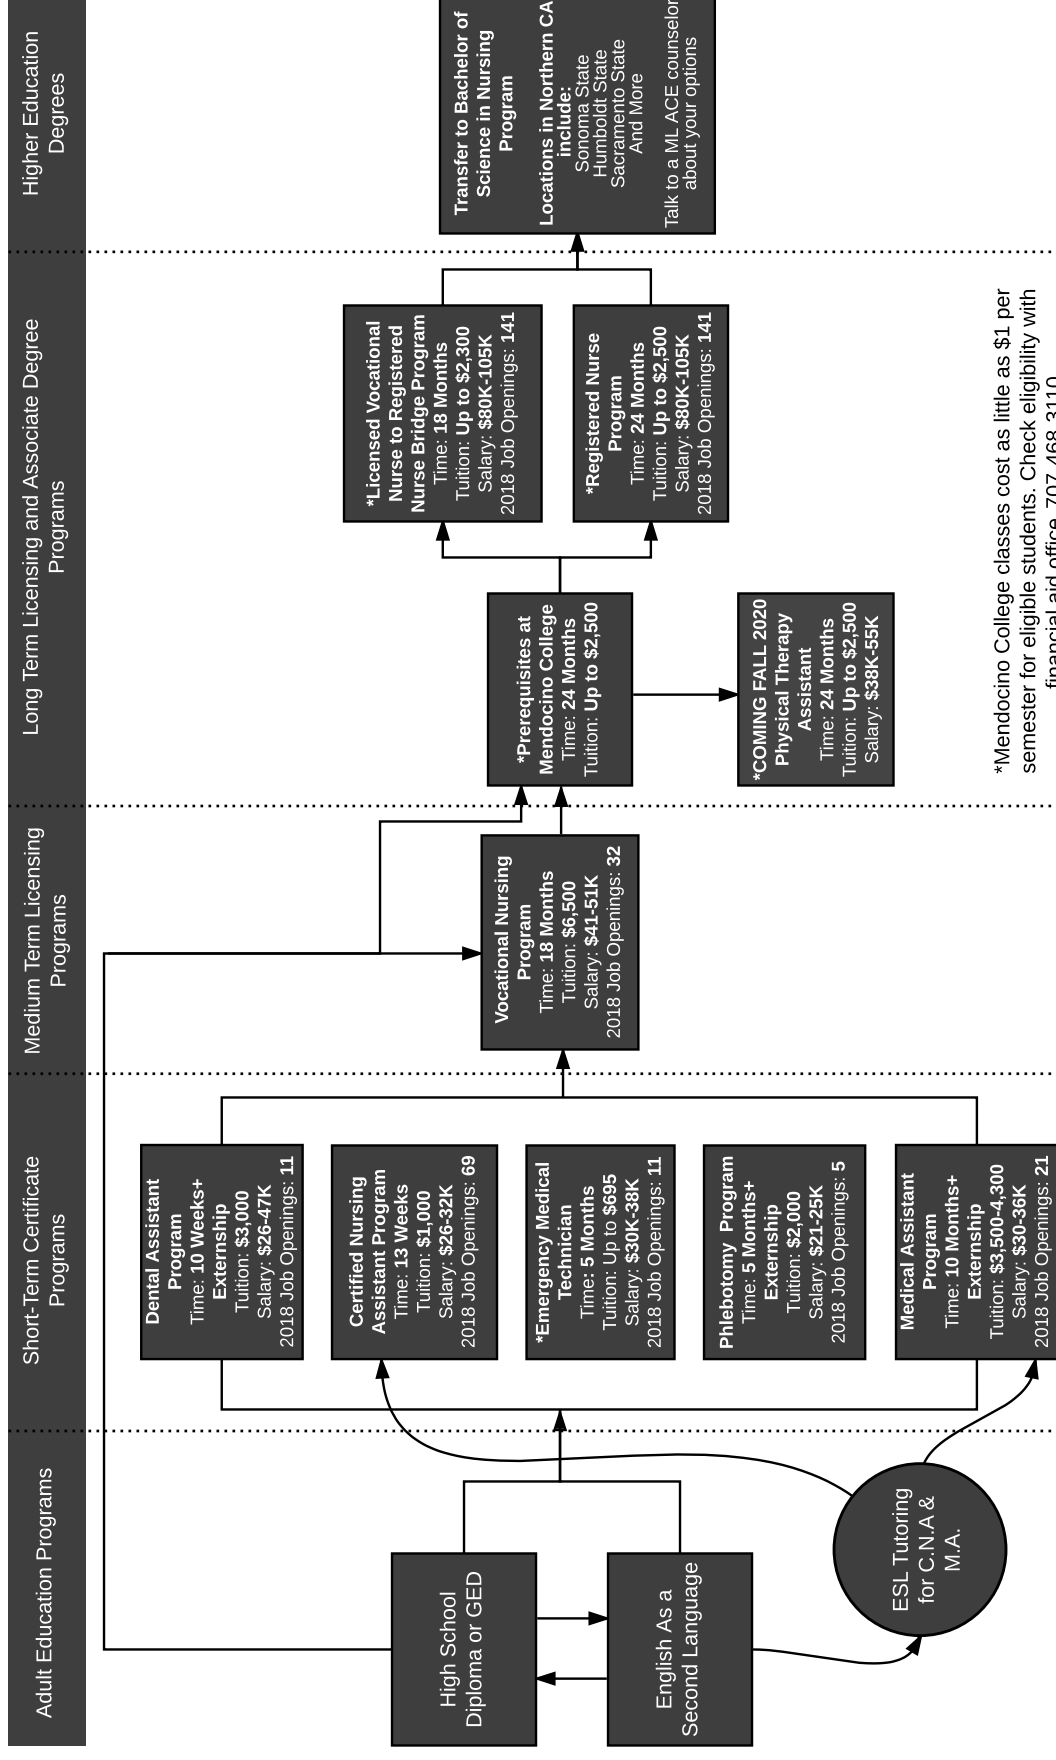 Adult Education Programs
Short-Term Certificate
Programs
Medium Term Licensing
Programs
Long Term Licensing and Associate Degree
Programs
Higher Education
Degrees
High School
Diploma or GED
English As a
Second Language
ESL Tutoring
for C.N.A &
M.A.
Dental Assistant
Program
Time: 10 Weeks+
Externship
Tuition: $3,000
Salary: $26-47K
2018 Job Openings: 11
Certified Nursing
Assistant Program
Time: 13 Weeks
Tuition: $1,000
Salary: $26-32K
2018 Job Openings: 69
*Emergency Medical
Technician
Time: 5 Months
Tuition: Up to $695
Salary: $30K-38K
2018 Job Openings: 11
Phlebotomy Program
Time: 5 Months+
Externship
Tuition: $2,000
Salary: $21-25K
2018 Job Openings: 5
Medical Assistant
Program
Time: 10 Months+
Externship
Tuition: $3,500-4,300
Salary: $30-36K
2018 Job Openings: 21
Vocational Nursing
Program
Time: 18 Months
Tuition: $6,500
Salary: $41-51K
2018 Job Openings: 32
*Prerequisites at
Mendocino College
Time: 24 Months
Tuition: Up to $2,500
*COMING FALL 2020
Physical Therapy
Assistant
Time: 24 Months
Tuition: Up to $2,500
Salary: $38K-55K
*Licensed Vocational
Nurse to Registered
Nurse Bridge Program
Time: 18 Months
Tuition: Up to $2,300
Salary: $80K-105K
2018 Job Openings: 141
*Registered Nurse
Program
Time: 24 Months
Tuition: Up to $2,500
Salary: $80K-105K
2018 Job Openings: 141
Transfer to Bachelor of
Science in Nursing
Program
Locations in Northern CA
include:
Sonoma State
Humboldt State
Sacramento State
And More
Talk to a ML ACE counselor
about your options
*Mendocino College classes cost as little as $1 per
semester for eligible students. Check eligibility with
financial aid office, 707-468-3110